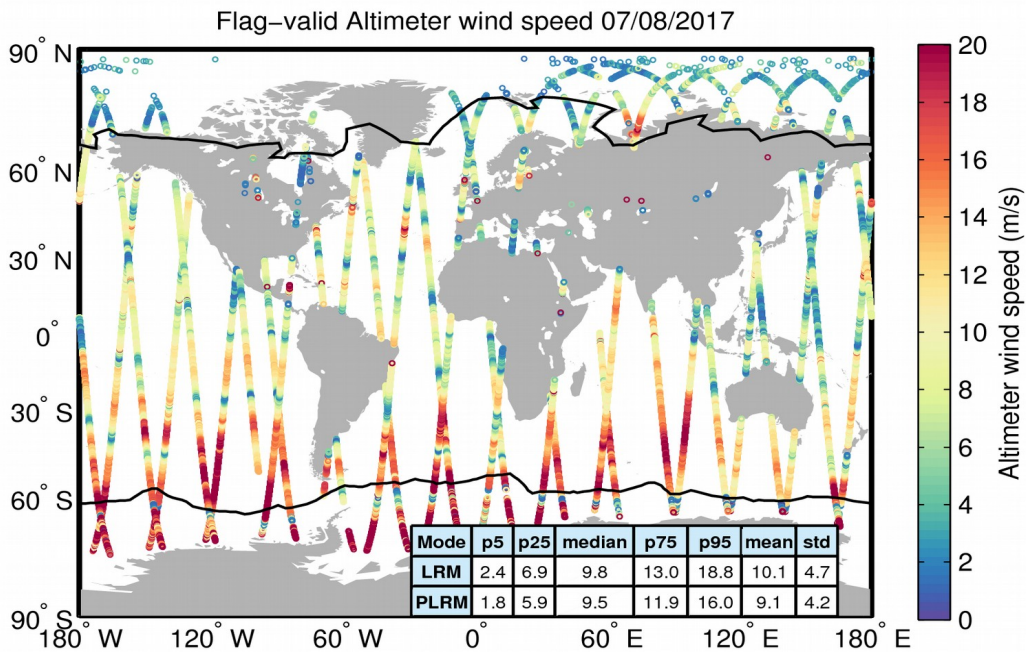 Flag−valid Altimeter wind speed 07/08/2017
90° N
60° N
30° N
0°
30° S
60° S
90° S
180° W
120° W
60° W
0°
60° E
120° E
180° E
Mode p5 p25 median p75 p95 mean std
LRM 2.4 6.9 9.8 13.0 18.8 10.1 4.7
PLRM 1.8 5.9 9.5 11.9 16.0 9.1 4.2
20
18
16
14
12
10
8
6
4
2
0
Altimeter wind speed (m/s)